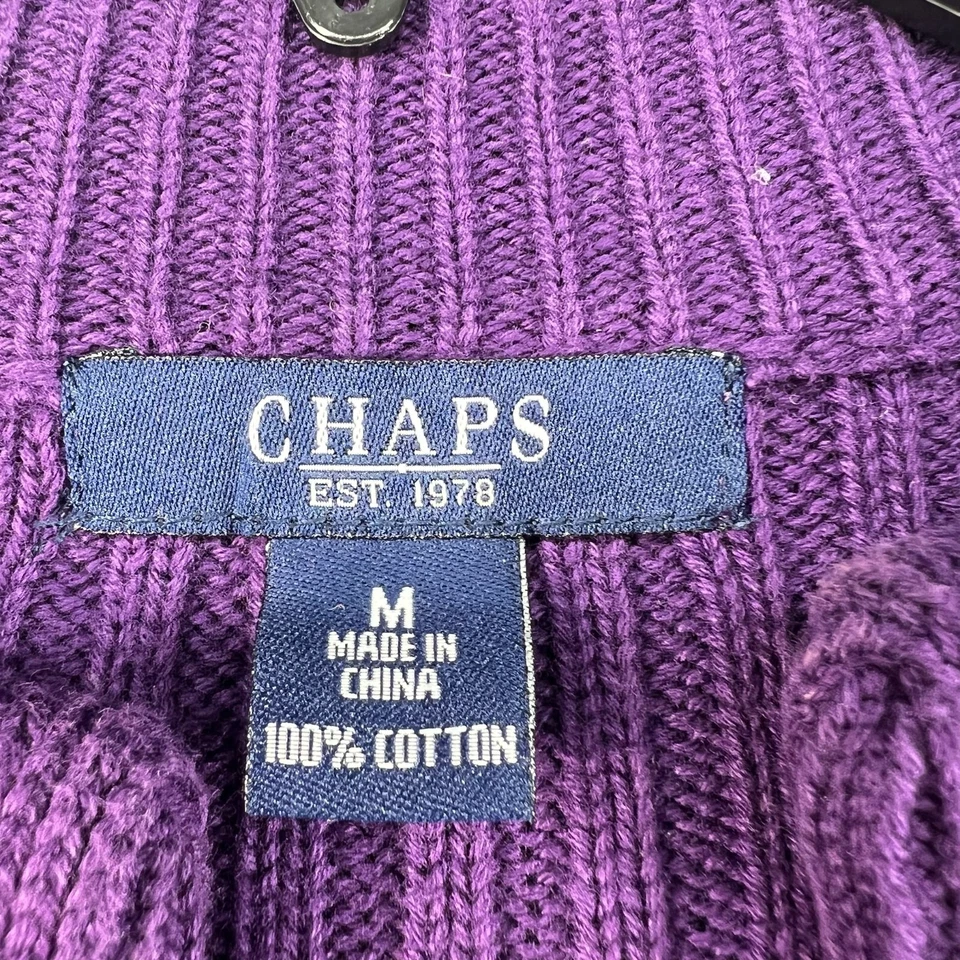 CHAPS
EST. 1978
M
MADE IN
CHINA
100% COTTON